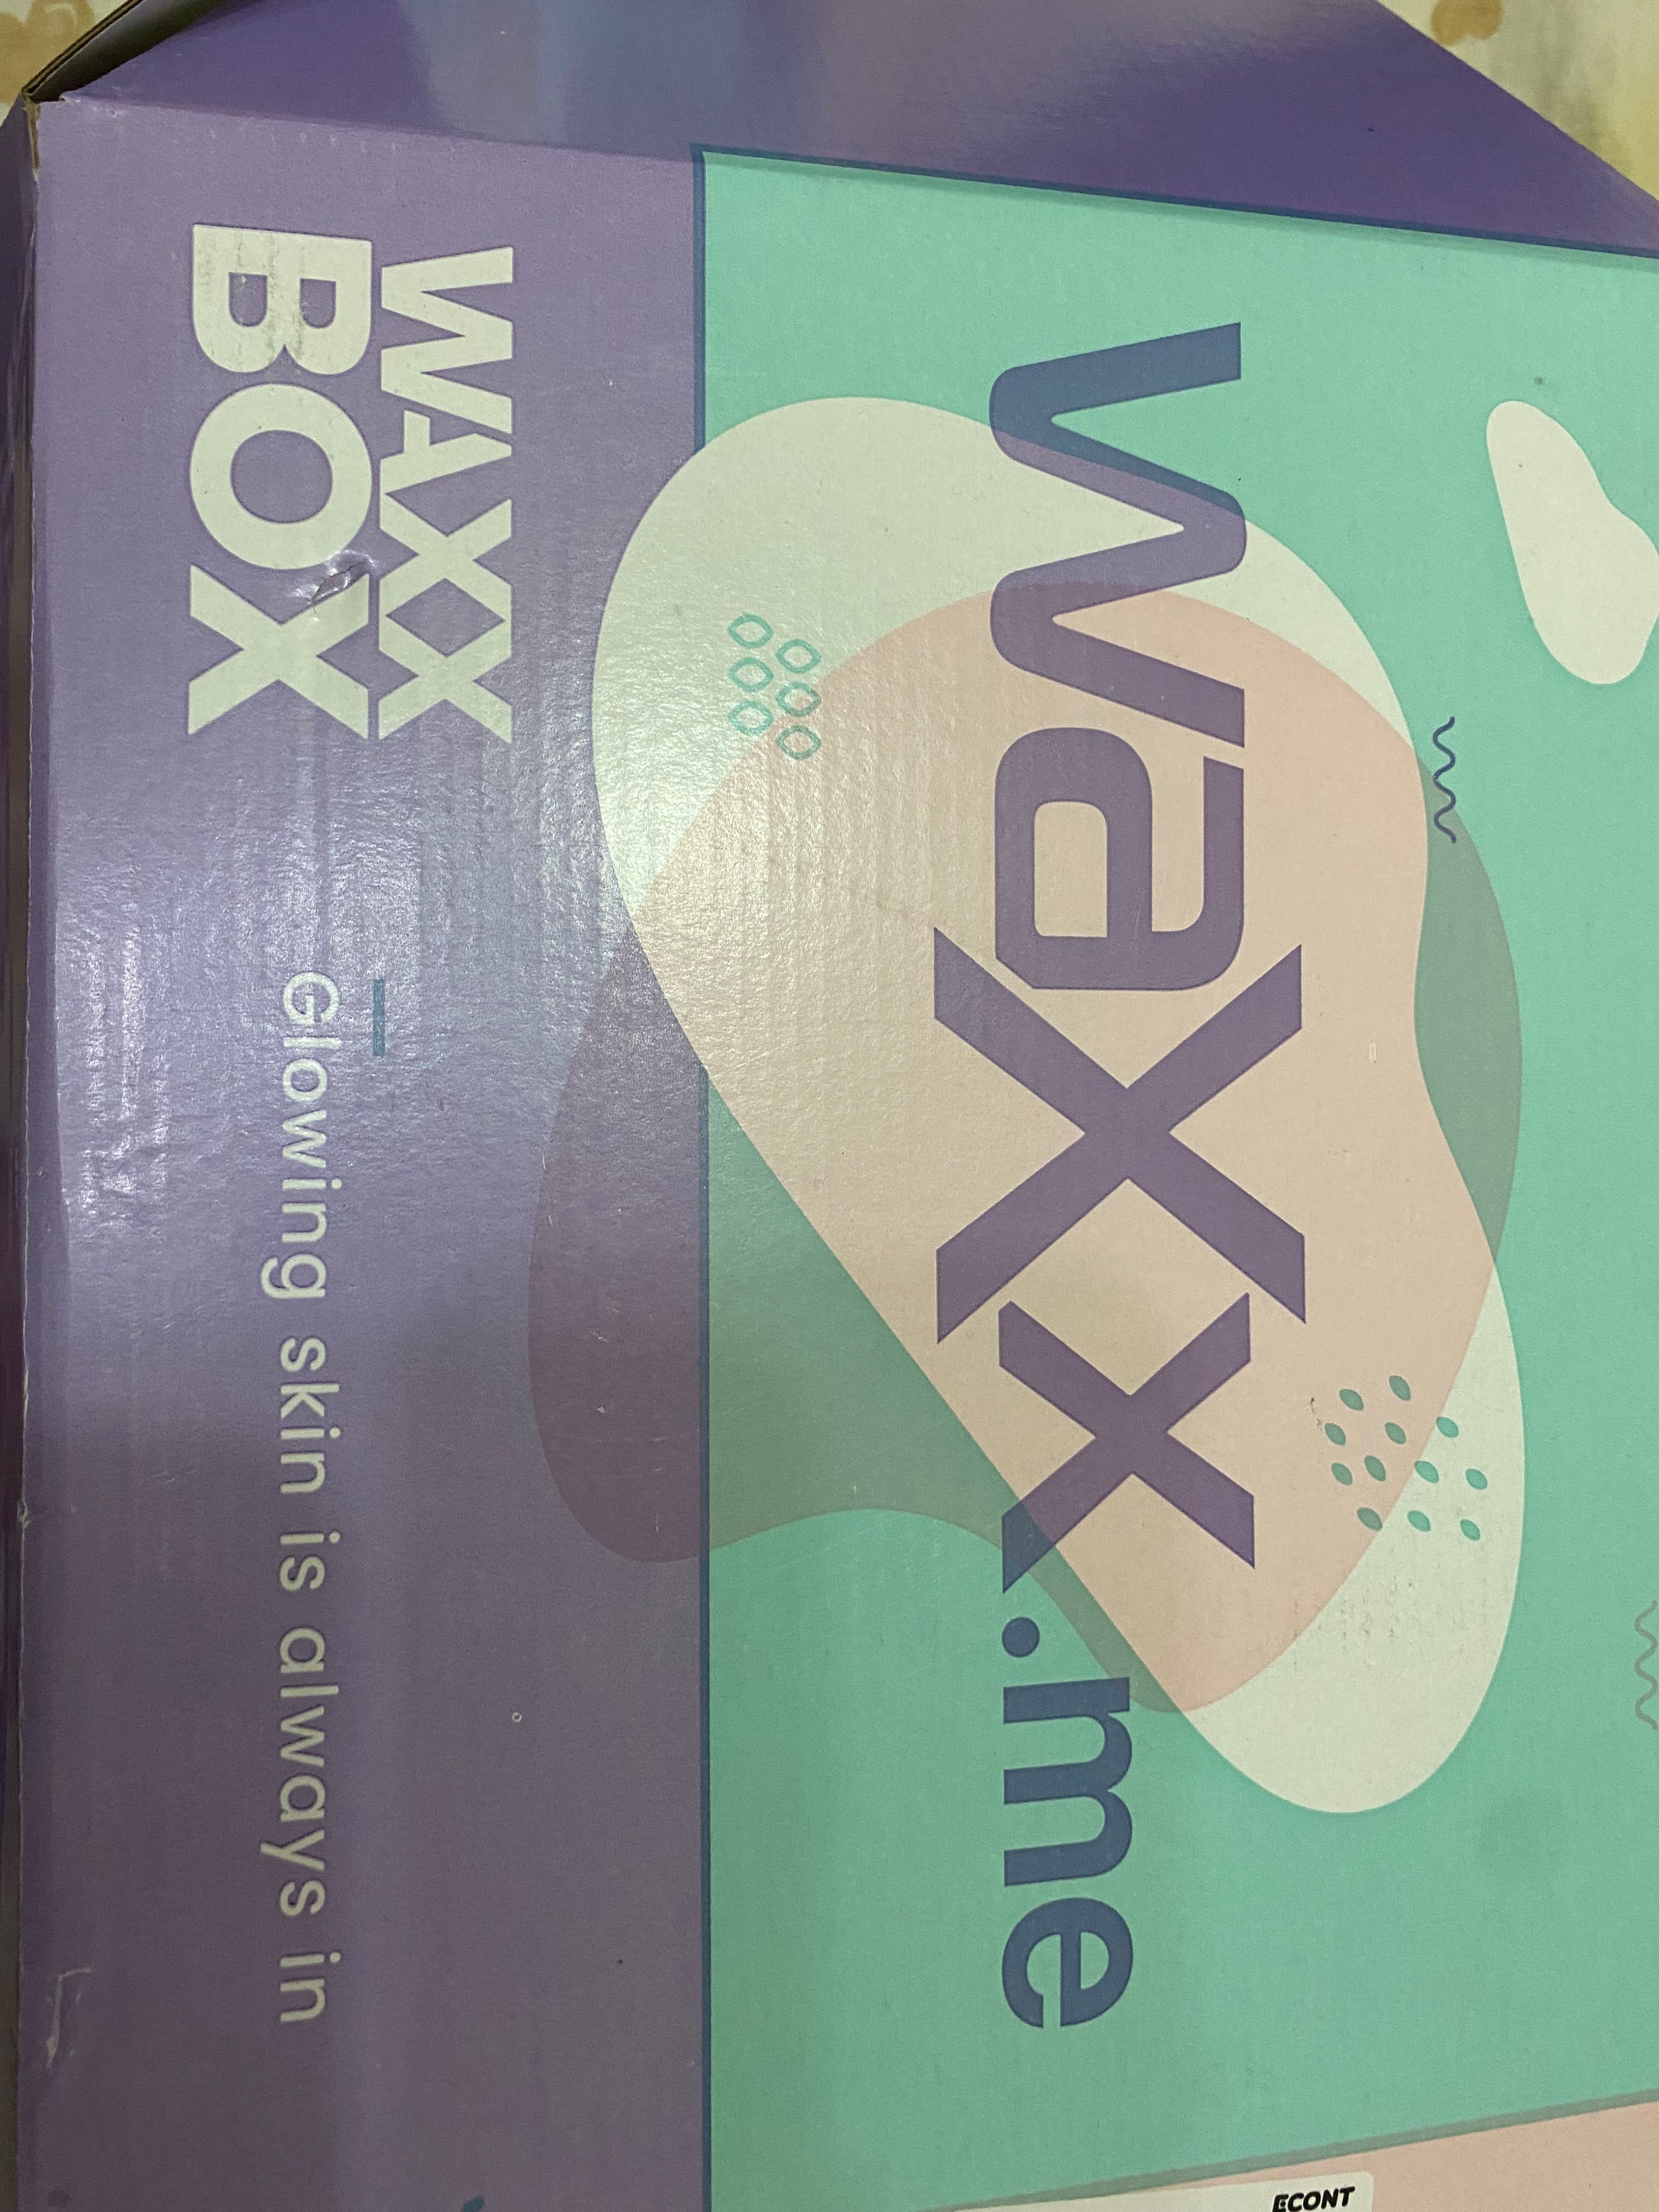 waxx.me
WAXX
BOX
Glowing skin is always in
ECONT